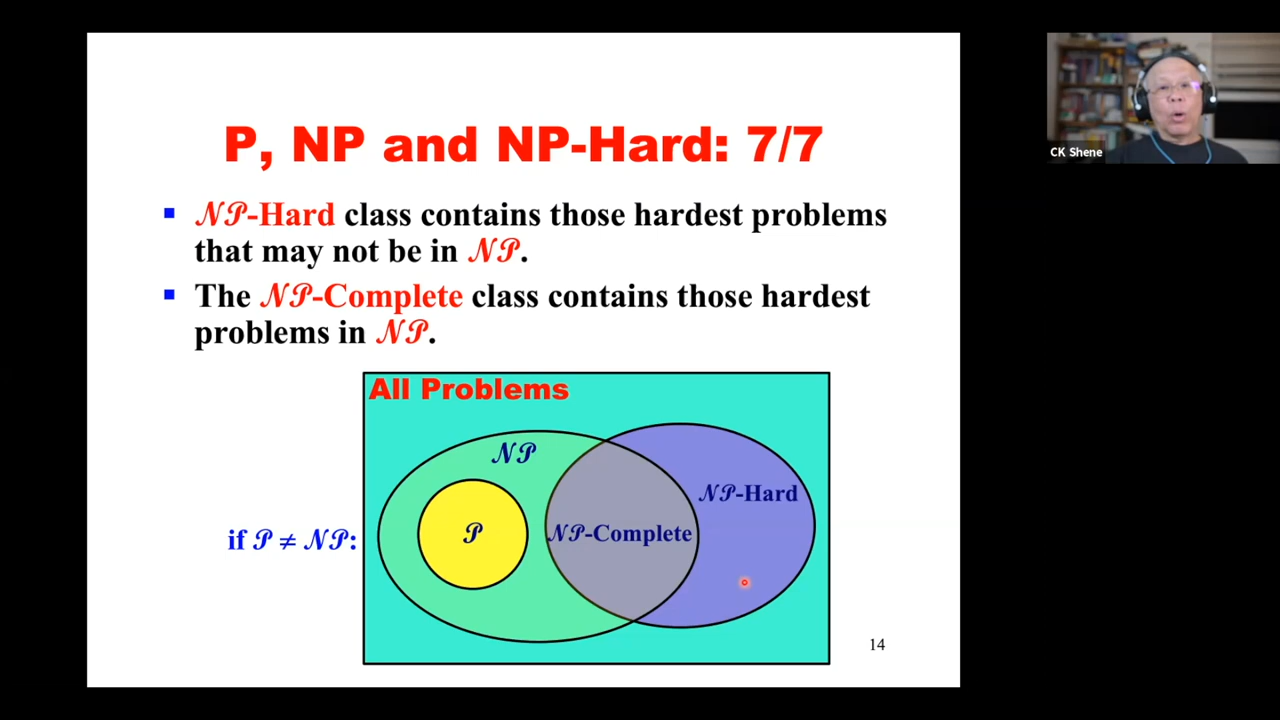 P, NP and NP-Hard: 7/7
CK Shene
𝒩𝒫-Hard class contains those hardest problems
that may not be in 𝒩𝒫.
The 𝒩𝒫-Complete class contains those hardest
problems in 𝒩𝒫.
All Problems
𝒩𝒫
𝒩𝒫-Hard
if 𝒫 ≠ 𝒩𝒫:
𝒫
𝒩𝒫-Complete
14